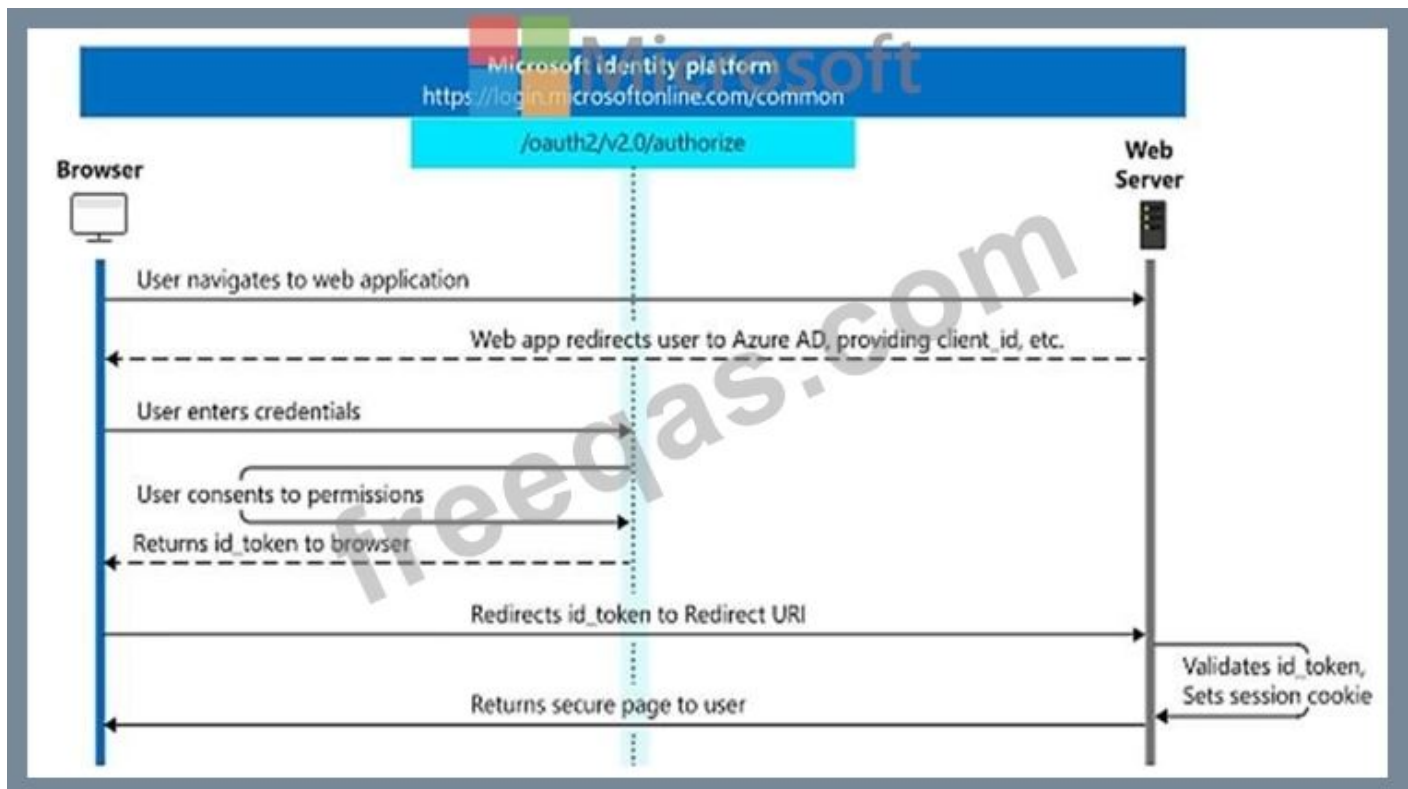 Microsoft
Microsoft identity platform
https://login.microsoftonline.com/common
/oauth2/v2.0/authorize
Browser
Web
Server
User navigates to web application
Web app redirects user to Azure AD, providing client_id, etc.
User enters credentials
User consents to permissions
Returns id_token to browser
Redirects id_token to Redirect URI
Validates id_token,
Sets session cookie
Returns secure page to user
freeqas.com